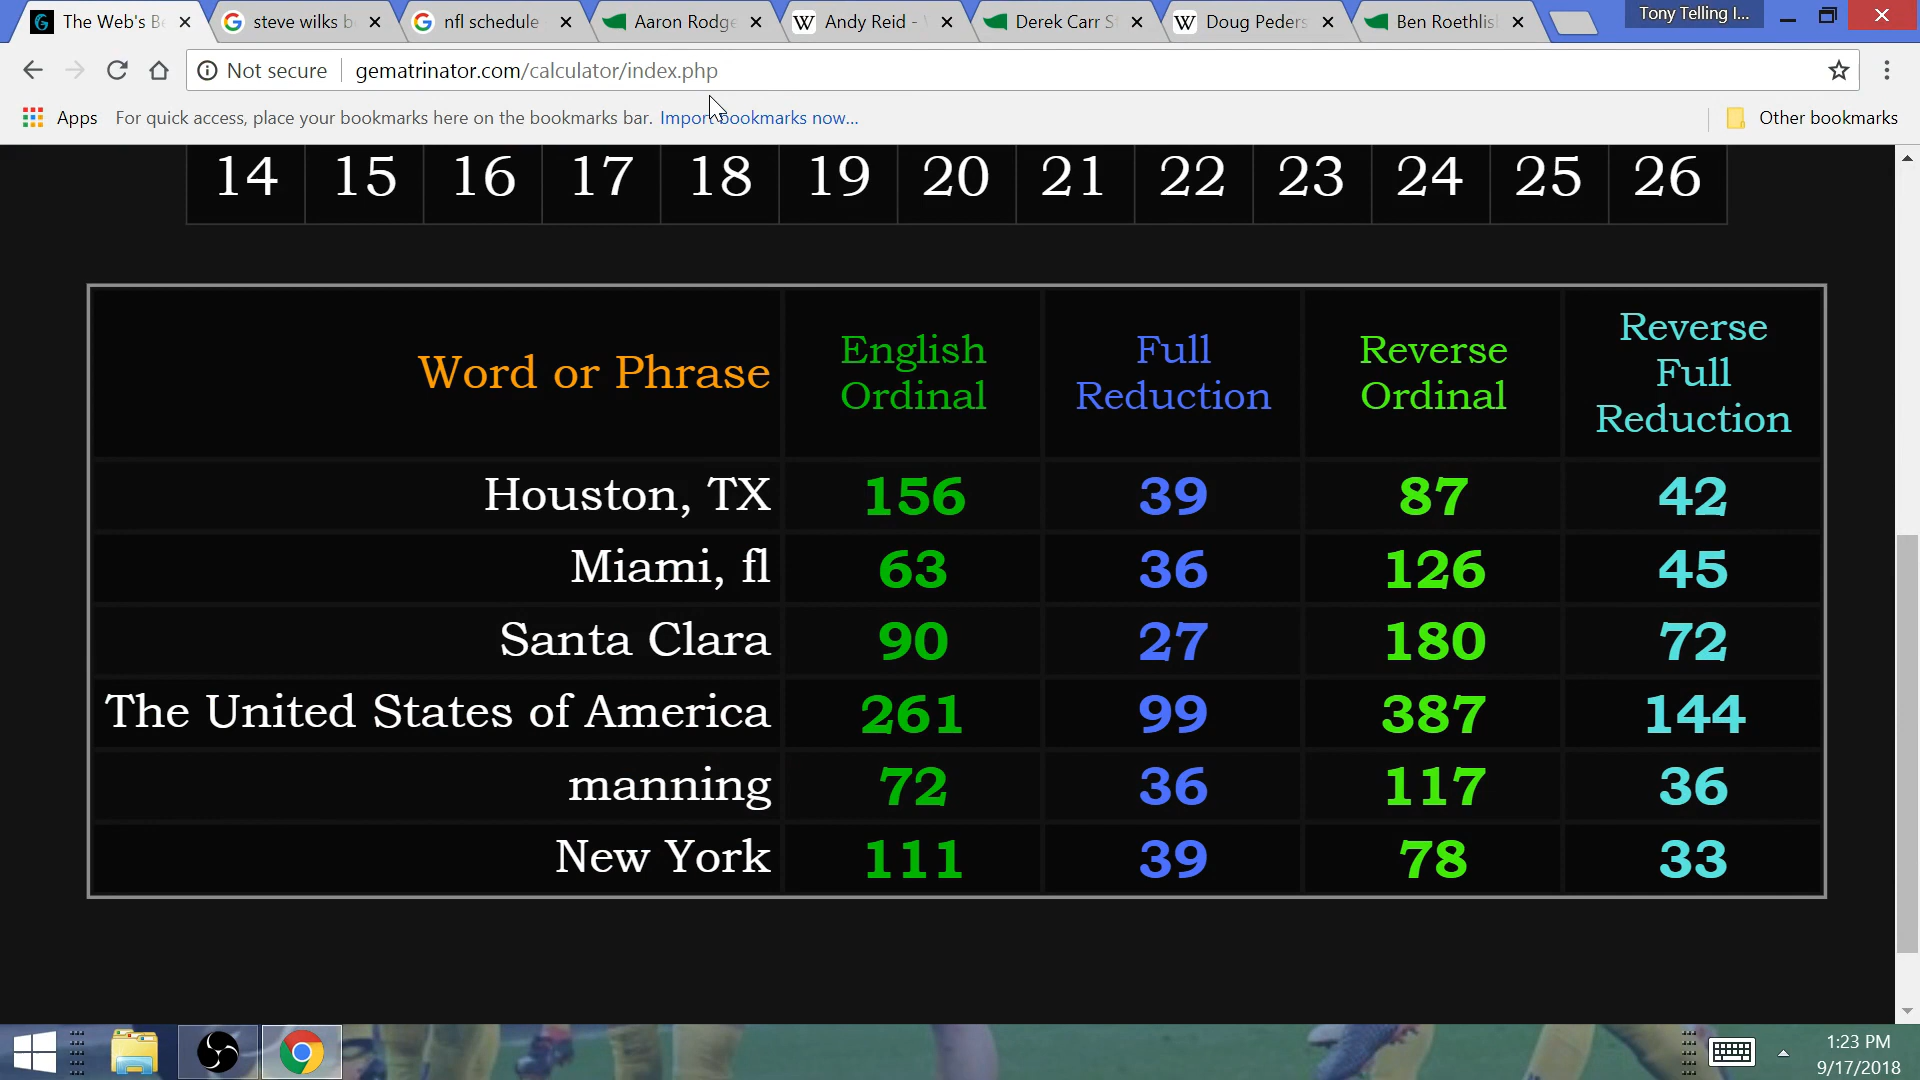 The Web's B
steve wilks b
nfl schedule
Aaron Rodge
Andy Reid -
Derek Carr S
Doug Peders
Ben Roethlis
Tony Telling I...
Not secure
gematrinator.com/calculator/index.php
Apps
For quick access, place your bookmarks here on the bookmarks bar. Import bookmarks now...
Other bookmarks
14 15 16 17 18 19 20 21 22 23 24 25 26
Word or Phrase
English Ordinal
Full Reduction
Reverse Ordinal
Reverse Full Reduction
Houston, TX 156 39 87 42
Miami, fl 63 36 126 45
Santa Clara 90 27 180 72
The United States of America 261 99 387 144
manning 72 36 117 36
New York 111 39 78 33
1:23 PM
9/17/2018